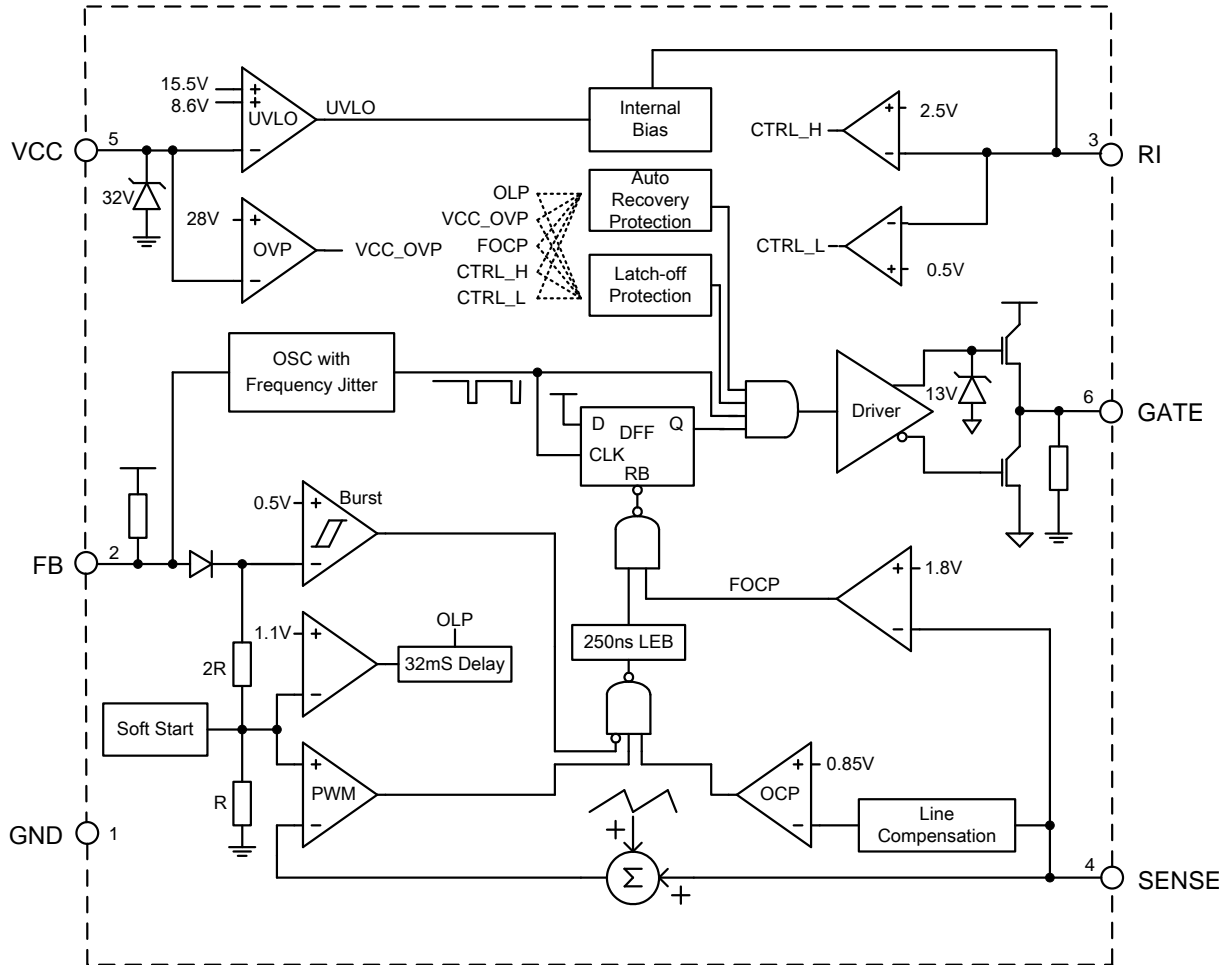 15.5V
8.6V
+
+
UVLO
−
UVLO
Internal
Bias
CTRL_H
+
2.5V
−
3
RI
VCC
5
32V
28V
+
OVP
−
VCC_OVP
OLP
VCC_OVP
FOCP
CTRL_H
CTRL_L
Auto
Recovery
Protection
Latch-off
Protection
CTRL_L
−
+
0.5V
OSC with
Frequency Jitter
D
DFF
Q
CLK
RB
Driver
13V
6
GATE
0.5V
+
Burst
−
FB
2
FOCP
+
1.8V
−
2R
1.1V
+
−
OLP
32mS Delay
250ns LEB
Soft Start
R
+
PWM
−
+
0.85V
OCP
−
Line
Compensation
GND
1
+
Σ
+
4
SENSE